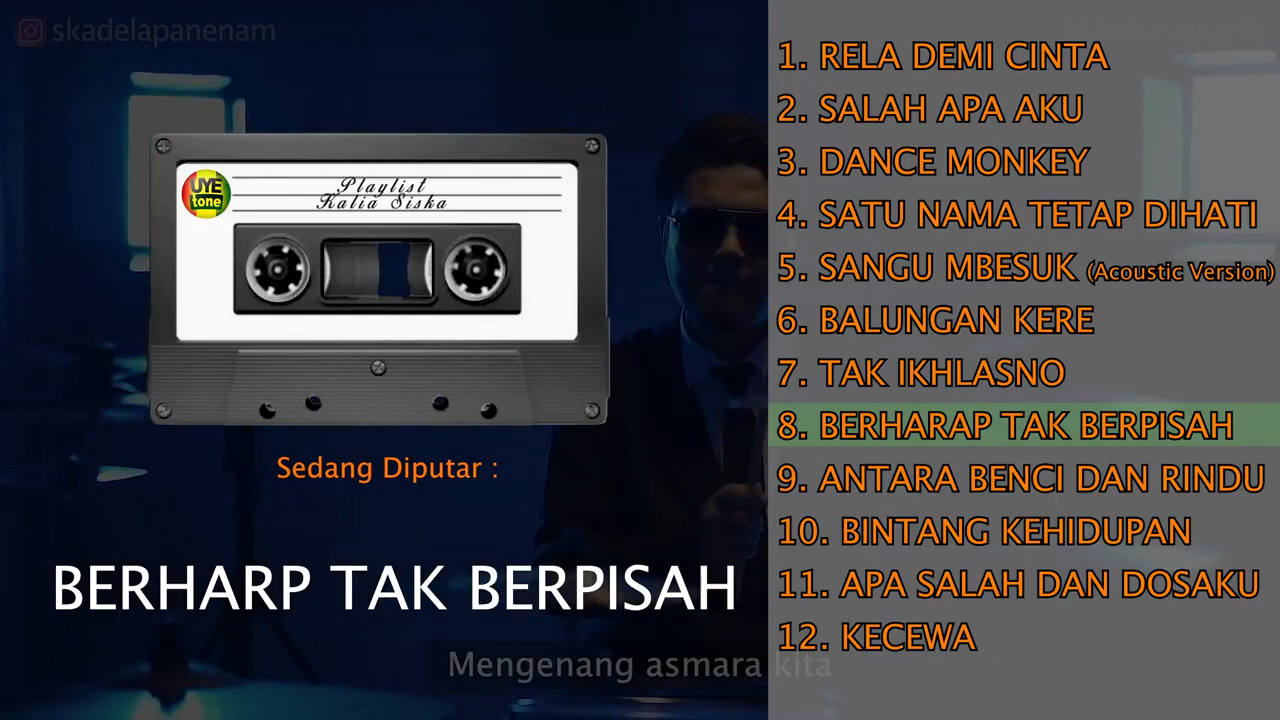 skadelapanenam
UYE
tone
Playlist
Kalia Siska
Sedang Diputar :
BERHARP TAK BERPISAH
Mengenang asmara kita
1. RELA DEMI CINTA
2. SALAH APA AKU
3. DANCE MONKEY
4. SATU NAMA TETAP DIHATI
5. SANGU MBESUK (Acoustic Version)
6. BALUNGAN KERE
7. TAK IKHLASNO
8. BERHARAP TAK BERPISAH
9. ANTARA BENCI DAN RINDU
10. BINTANG KEHIDUPAN
11. APA SALAH DAN DOSAKU
12. KECEWA